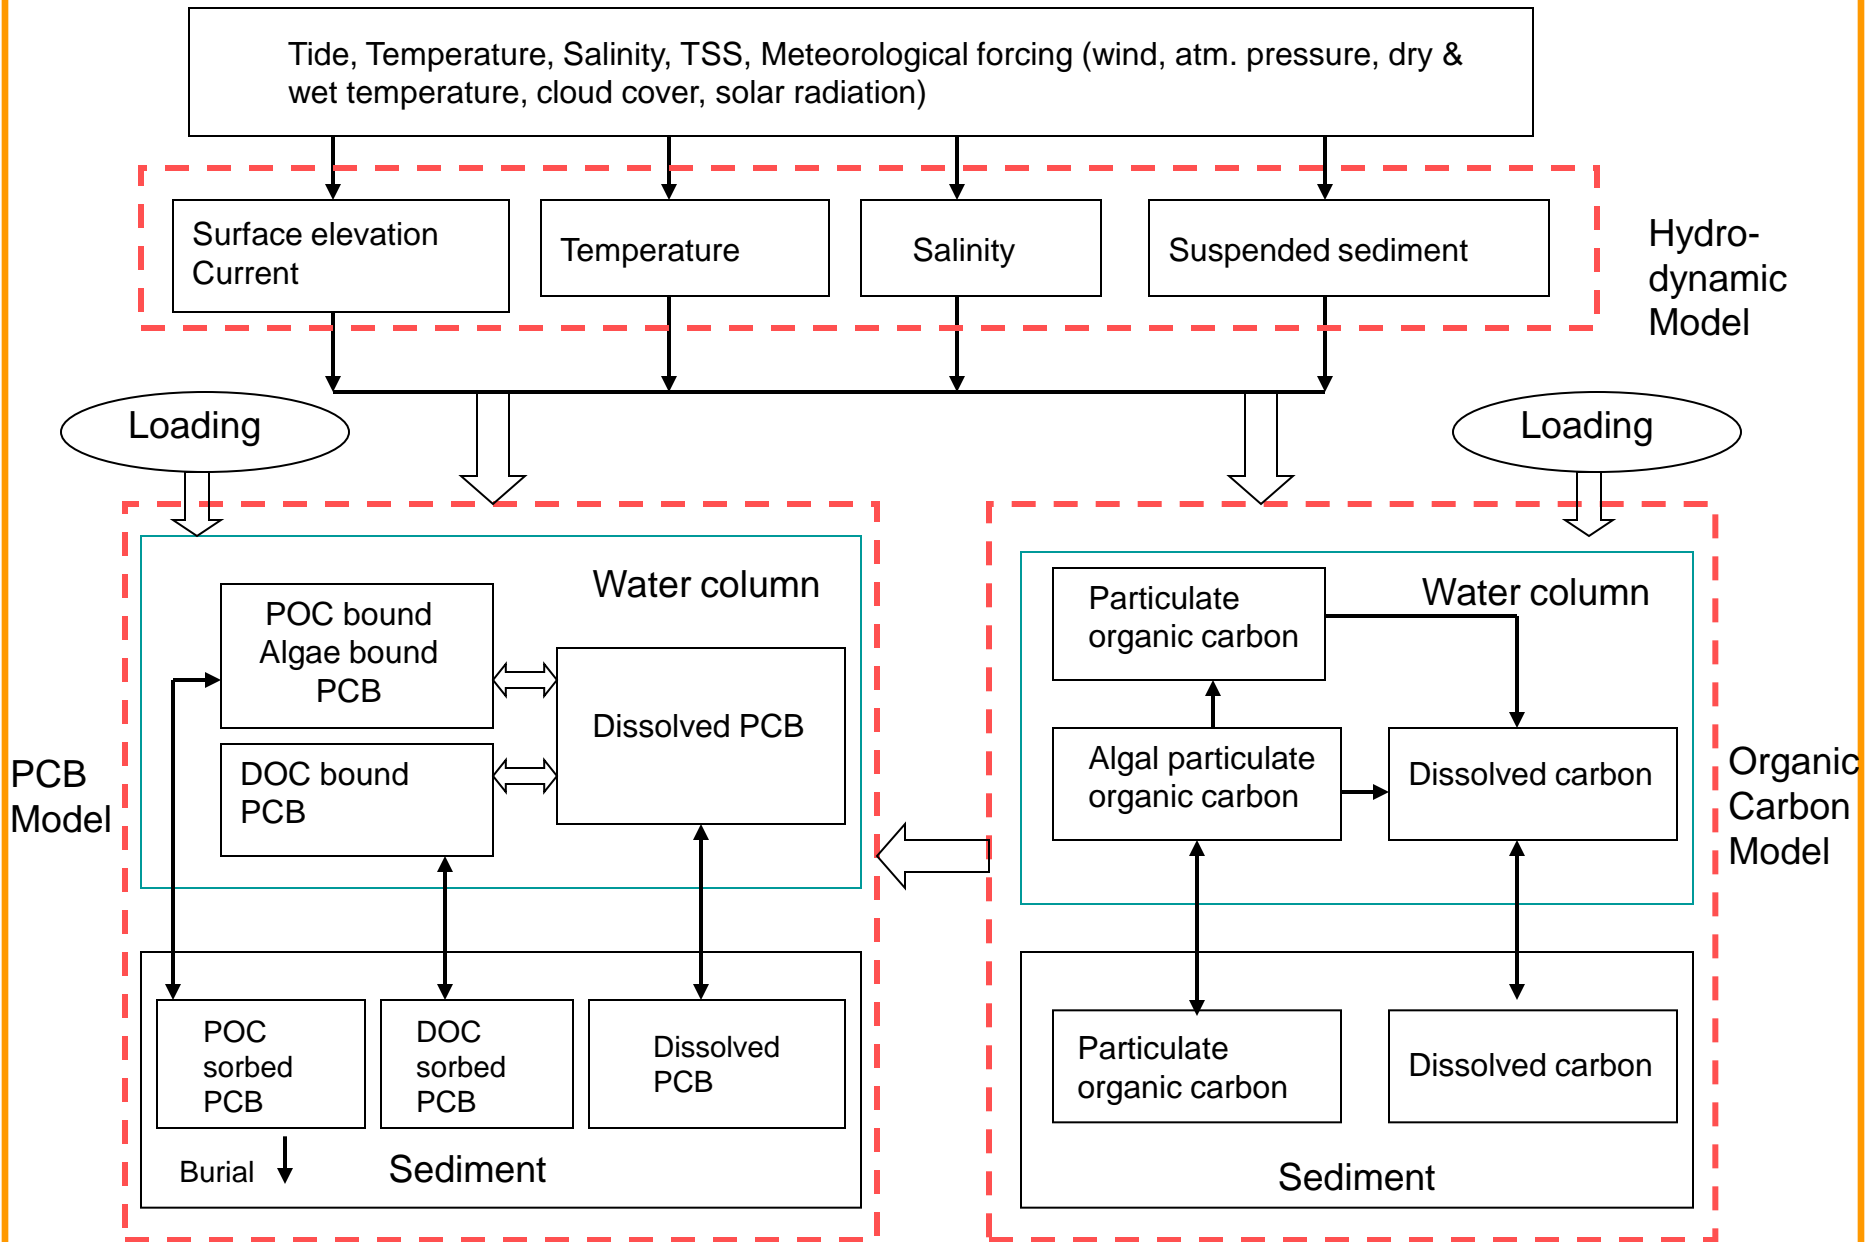 Tide, Temperature, Salinity, TSS, Meteorological forcing (wind, atm. pressure, dry &
wet temperature, cloud cover, solar radiation)
Surface elevation
Current
Temperature
Salinity
Suspended sediment
Hydro-
dynamic
Model
Loading
Loading
PCB
Model
Water column
POC bound
Algae bound
PCB
DOC bound
PCB
Dissolved PCB
POC
sorbed
PCB
DOC
sorbed
PCB
Dissolved
PCB
Burial
Sediment
Water column
Particulate
organic carbon
Algal particulate
organic carbon
Dissolved carbon
Organic
Carbon
Model
Particulate
organic carbon
Dissolved carbon
Sediment